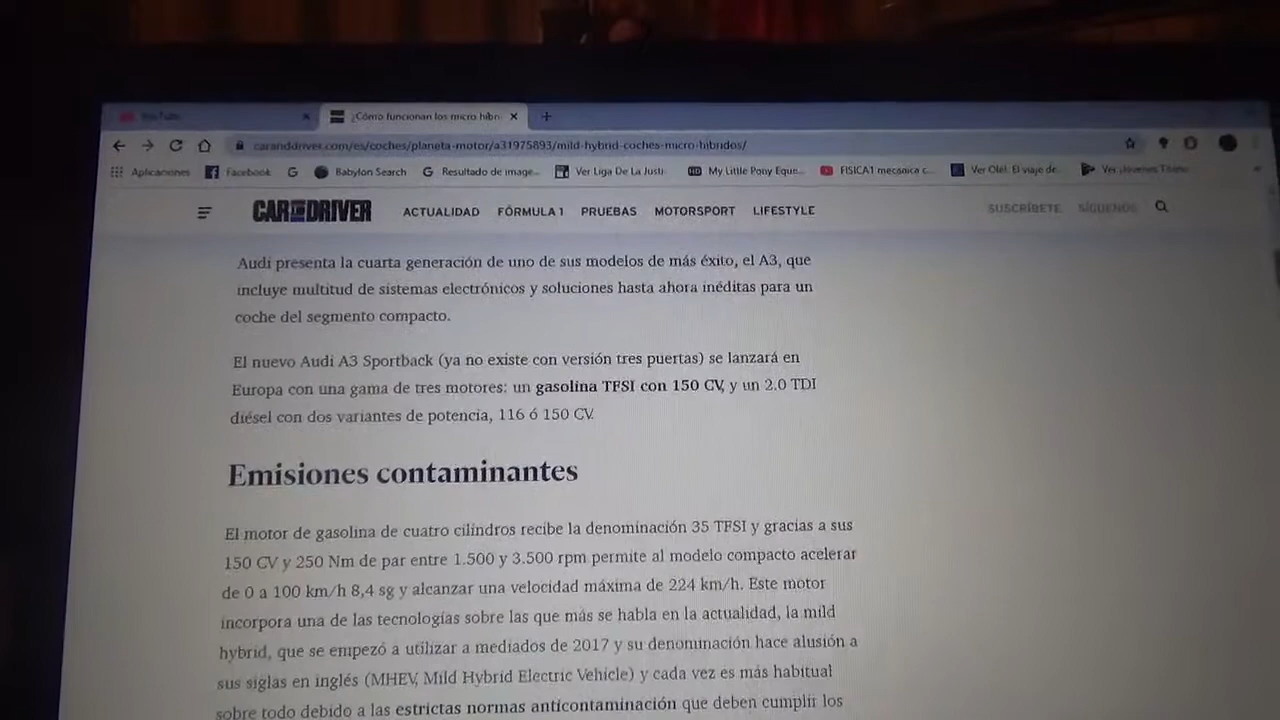 YouTube
¿Cómo funcionan los micro híbri
caranddriver.com/es/coches/planeta-motor/a31975893/mild-hybrid-coches-micro-hibridos/
Aplicaciones Facebook Babylon Search Resultado de image... Ver Liga De La Justi My Little Pony Eque... FISICA1 mecánica c... Ver Olé!. El viaje de...
CAR AND DRIVER ACTUALIDAD FÓRMULA 1 PRUEBAS MOTORSPORT LIFESTYLE SUSCRÍBETE SÍGUENOS
Audi presenta la cuarta generación de uno de sus modelos de más éxito, el A3, que
incluye multitud de sistemas electrónicos y soluciones hasta ahora inéditas para un
coche del segmento compacto.
El nuevo Audi A3 Sportback (ya no existe con versión tres puertas) se lanzará en
Europa con una gama de tres motores: un gasolina TFSI con 150 CV, y un 2.0 TDI
diésel con dos variantes de potencia, 116 ó 150 CV.
Emisiones contaminantes
El motor de gasolina de cuatro cilindros recibe la denominación 35 TFSI y gracias a sus
150 CV y 250 Nm de par entre 1.500 y 3.500 rpm permite al modelo compacto acelerar
de 0 a 100 km/h 8,4 sg y alcanzar una velocidad máxima de 224 km/h. Este motor
incorpora una de las tecnologías sobre las que más se habla en la actualidad, la mild
hybrid, que se empezó a utilizar a mediados de 2017 y su denominación hace alusión a
sus siglas en inglés (MHEV, Mild Hybrid Electric Vehicle) y cada vez es más habitual
sobre todo debido a las estrictas normas anticontaminación que deben cumplir los